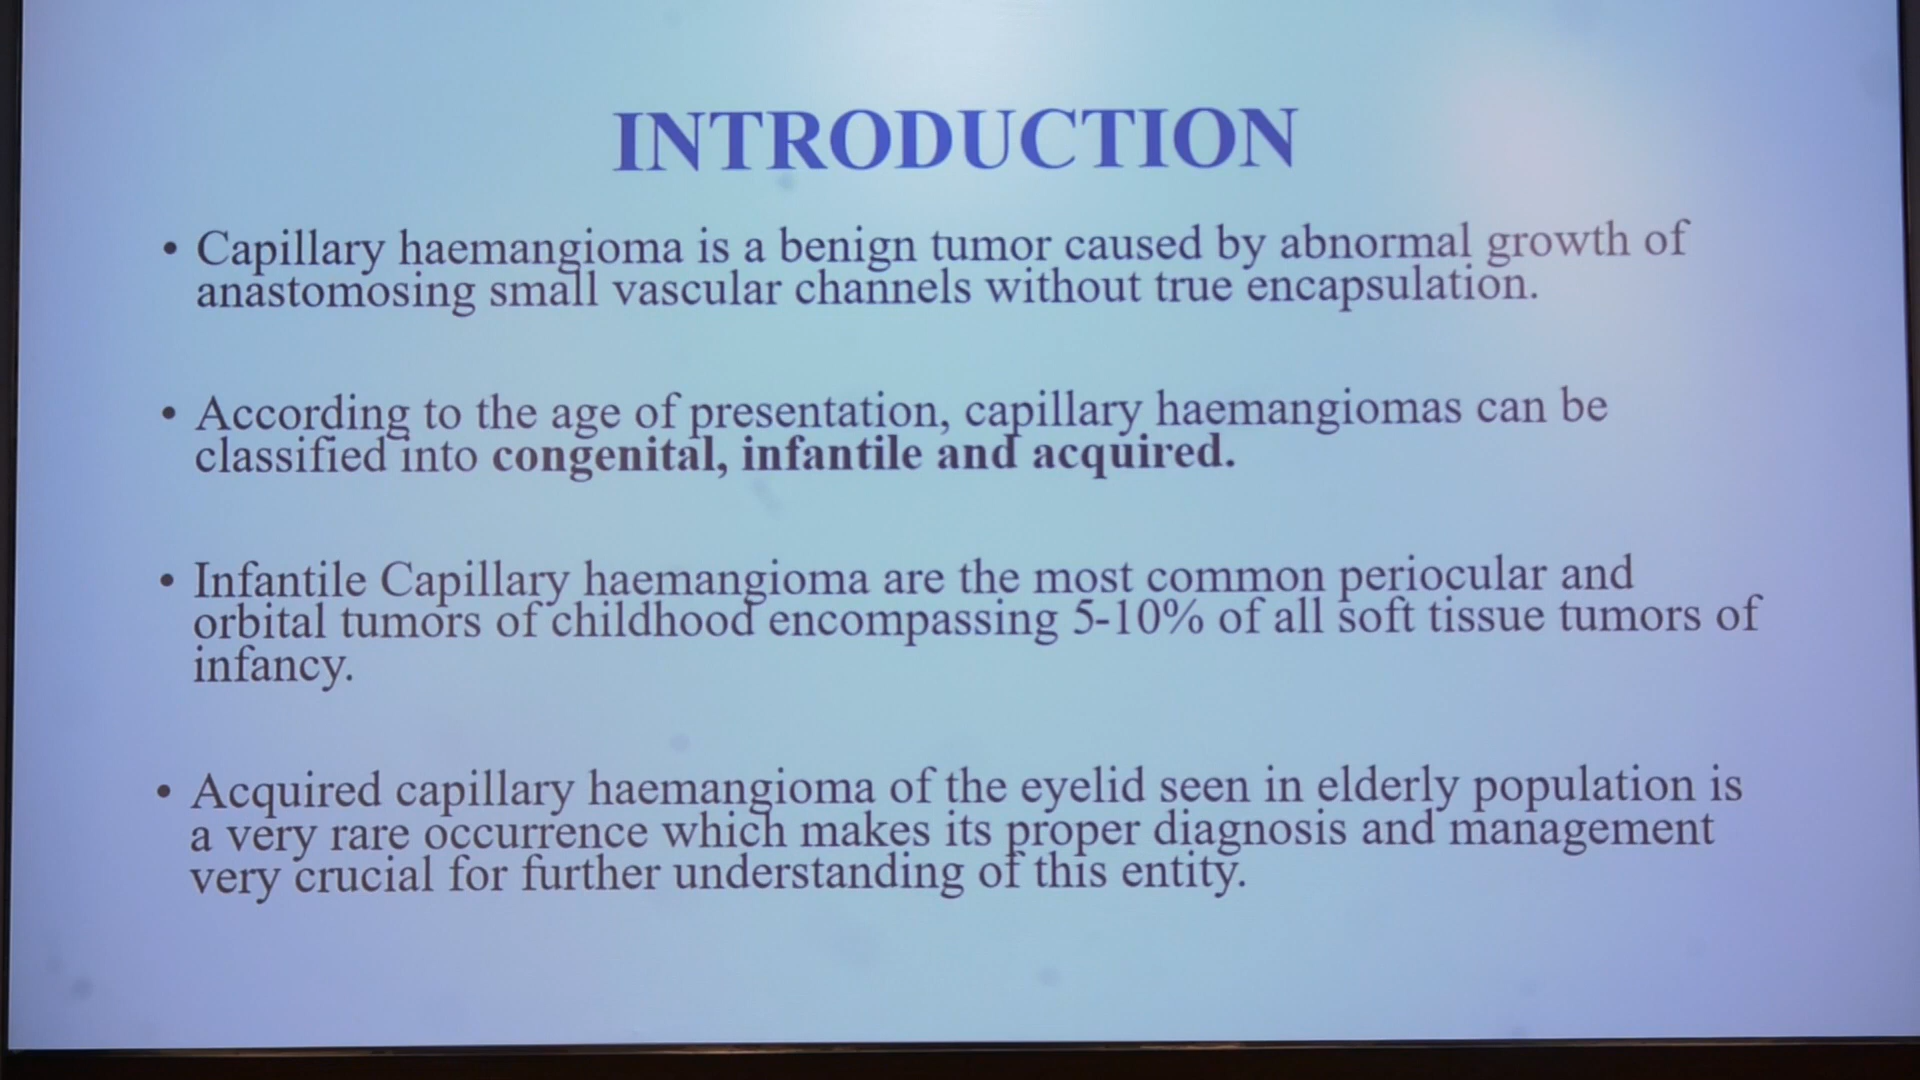 INTRODUCTION
• Capillary haemangioma is a benign tumor caused by abnormal growth of
anastomosing small vascular channels without true encapsulation.
• According to the age of presentation, capillary haemangiomas can be
classified into congenital, infantile and acquired.
• Infantile Capillary haemangioma are the most common periocular and
orbital tumors of childhood encompassing 5-10% of all soft tissue tumors of
infancy.
• Acquired capillary haemangioma of the eyelid seen in elderly population is
a very rare occurrence which makes its proper diagnosis and management
very crucial for further understanding of this entity.